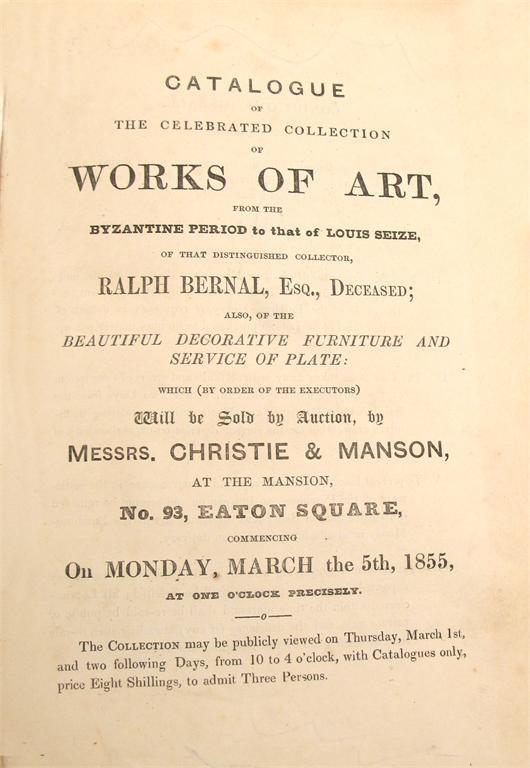 CATALOGUE
OF
THE CELEBRATED COLLECTION
OF
WORKS OF ART,
FROM THE
BYZANTINE PERIOD to that of LOUIS SEIZE,
OF THAT DISTINGUISHED COLLECTOR,
RALPH BERNAL, ESQ., DECEASED;
ALSO, OF THE
BEAUTIFUL DECORATIVE FURNITURE AND
SERVICE OF PLATE:
WHICH (BY ORDER OF THE EXECUTORS)
Will be Sold by Auction, by
MESSRS. CHRISTIE & MANSON,
AT THE MANSION,
No. 93, EATON SQUARE,
COMMENCING
On MONDAY, MARCH the 5th, 1855,
AT ONE O'CLOCK PRECISELY.
—o—
The COLLECTION may be publicly viewed on Thursday, March 1st,
and two following Days, from 10 to 4 o'clock, with Catalogues only,
price Eight Shillings, to admit Three Persons.